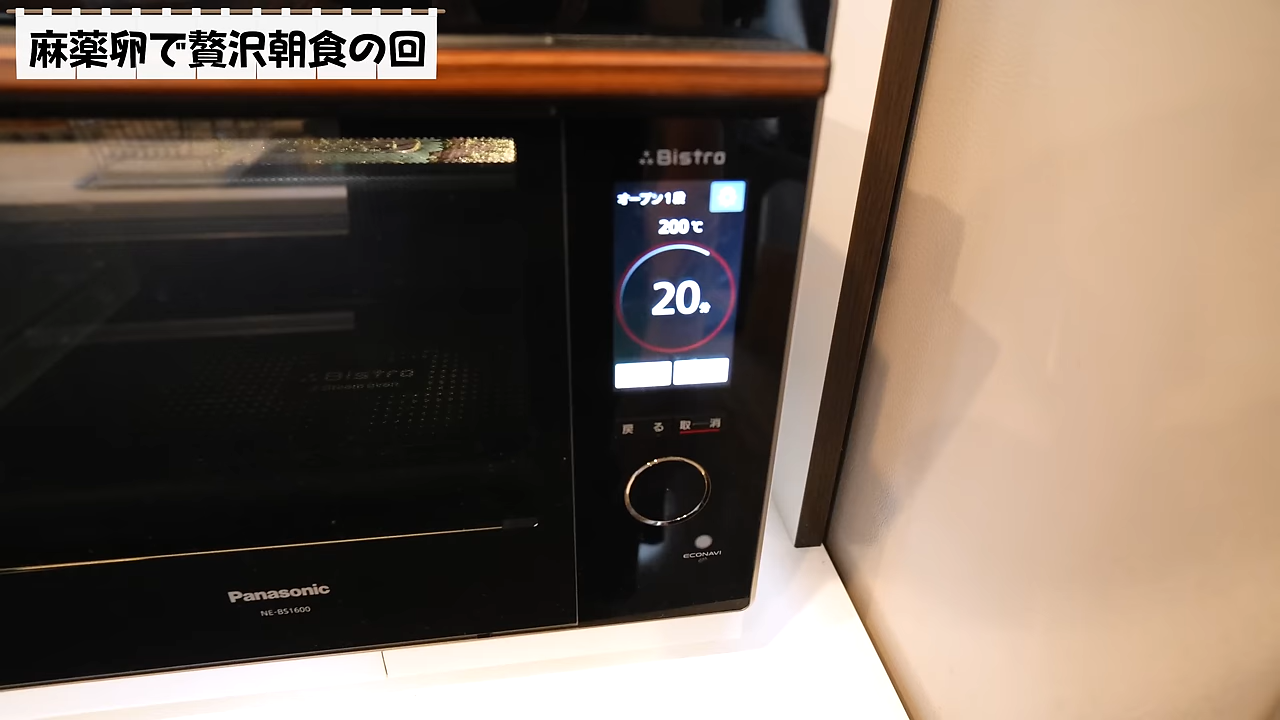 麻薬卵で贅沢朝食の回
Bistro
オーブン1段
200℃
20分
戻る 取消
Bistro
ECONAVI
Panasonic
NE-BS1600